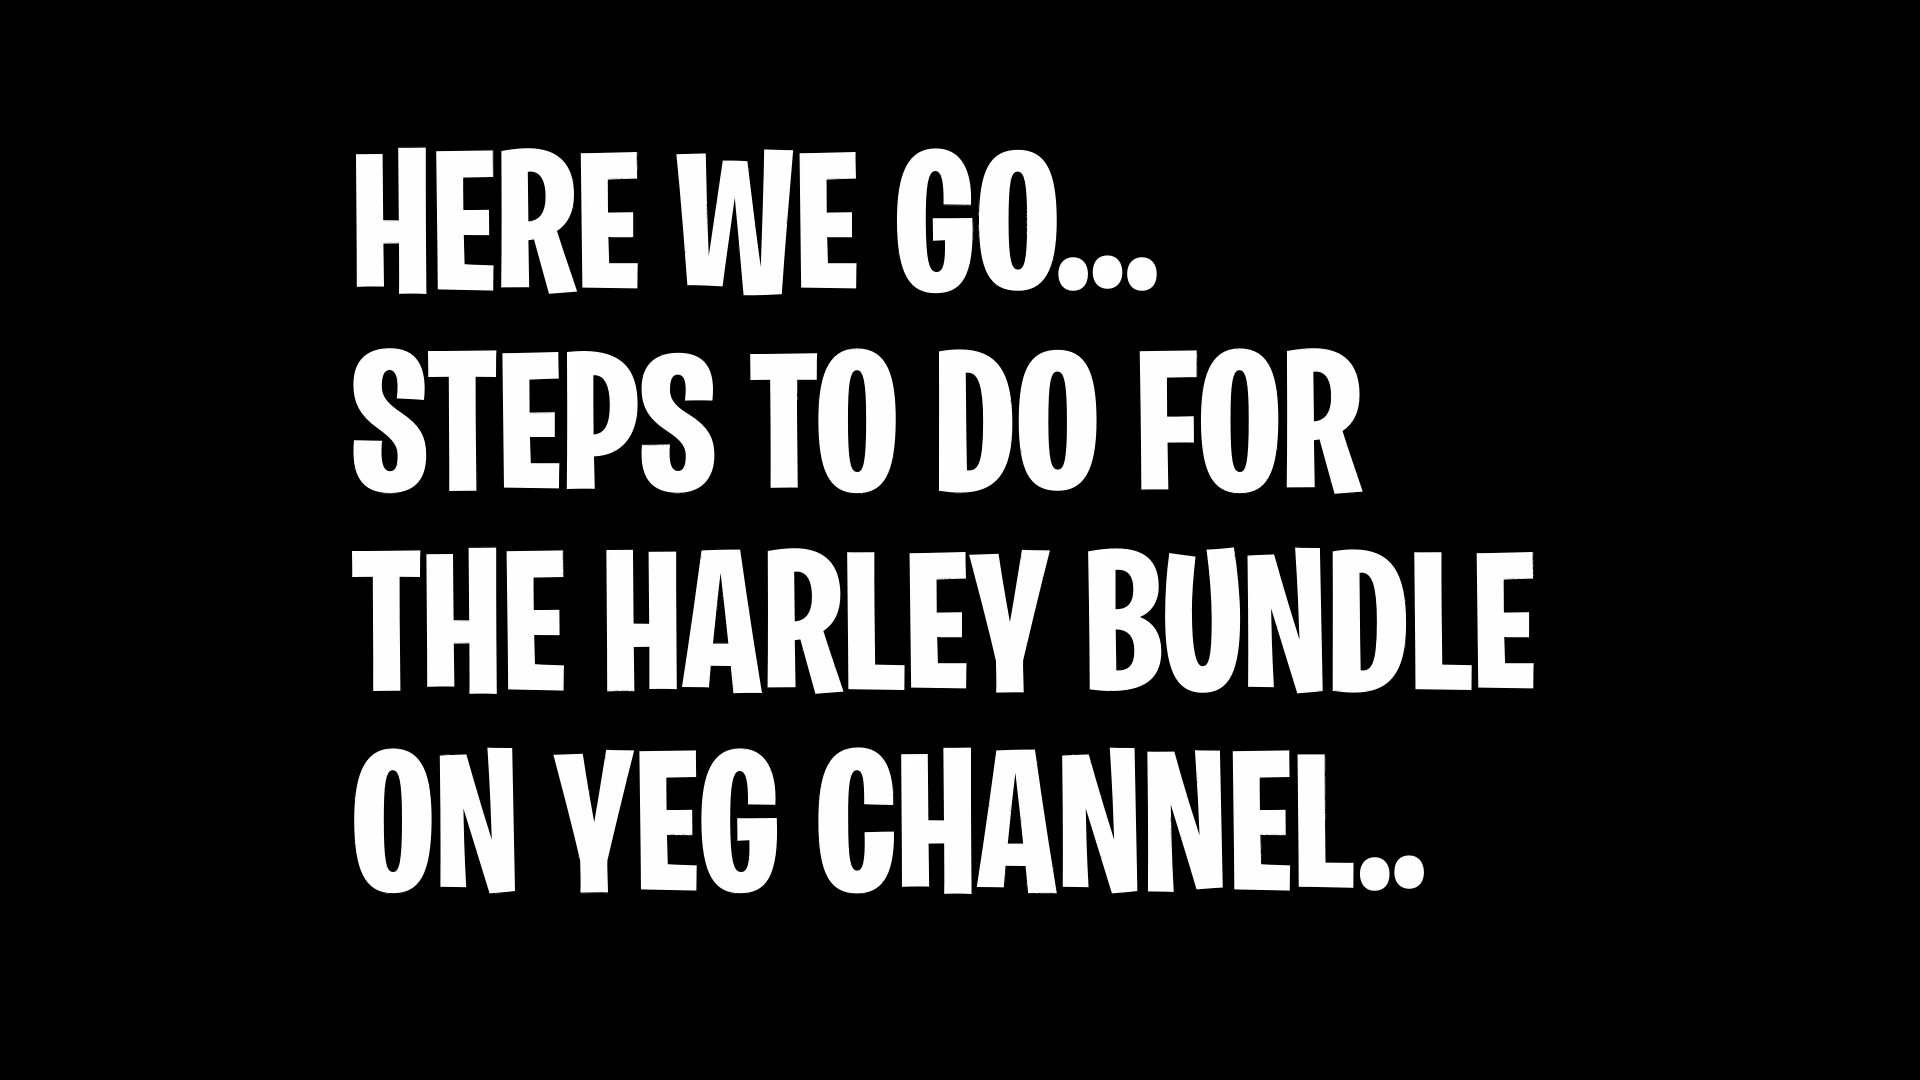 HERE WE GO...
STEPS TO DO FOR
THE HARLEY BUNDLE
ON YEG CHANNEL..